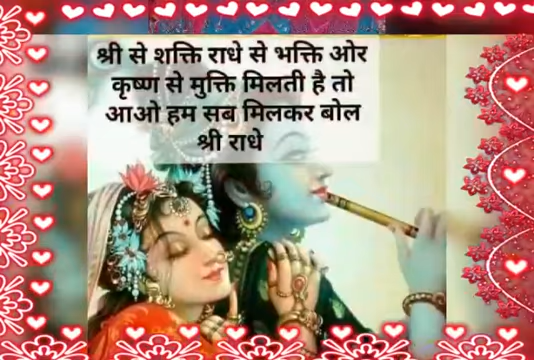 श्री से शक्ति राधे से भक्ति ओर
कृष्ण से मुक्ति मिलती है तो
आओ हम सब मिलकर बोल
श्री राधे